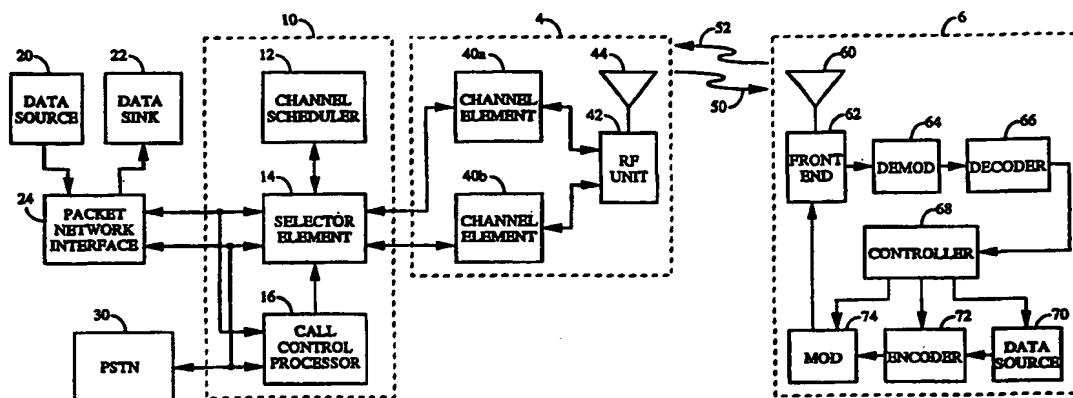 10
4
52
6
20
22
12
40a
44
60
DATA
SOURCE
DATA
SINK
CHANNEL
SCHEDULER
CHANNEL
ELEMENT
42
50
62
64
66
RF
UNIT
FRONT
END
DEMOD
DECODER
24
14
40b
PACKET
NETWORK
INTERFACE
SELECTOR
ELEMENT
CHANNEL
ELEMENT
68
CONTROLLER
30
16
74
72
70
PSTN
CALL
CONTROL
PROCESSOR
MOD
ENCODER
DATA
SOURCE